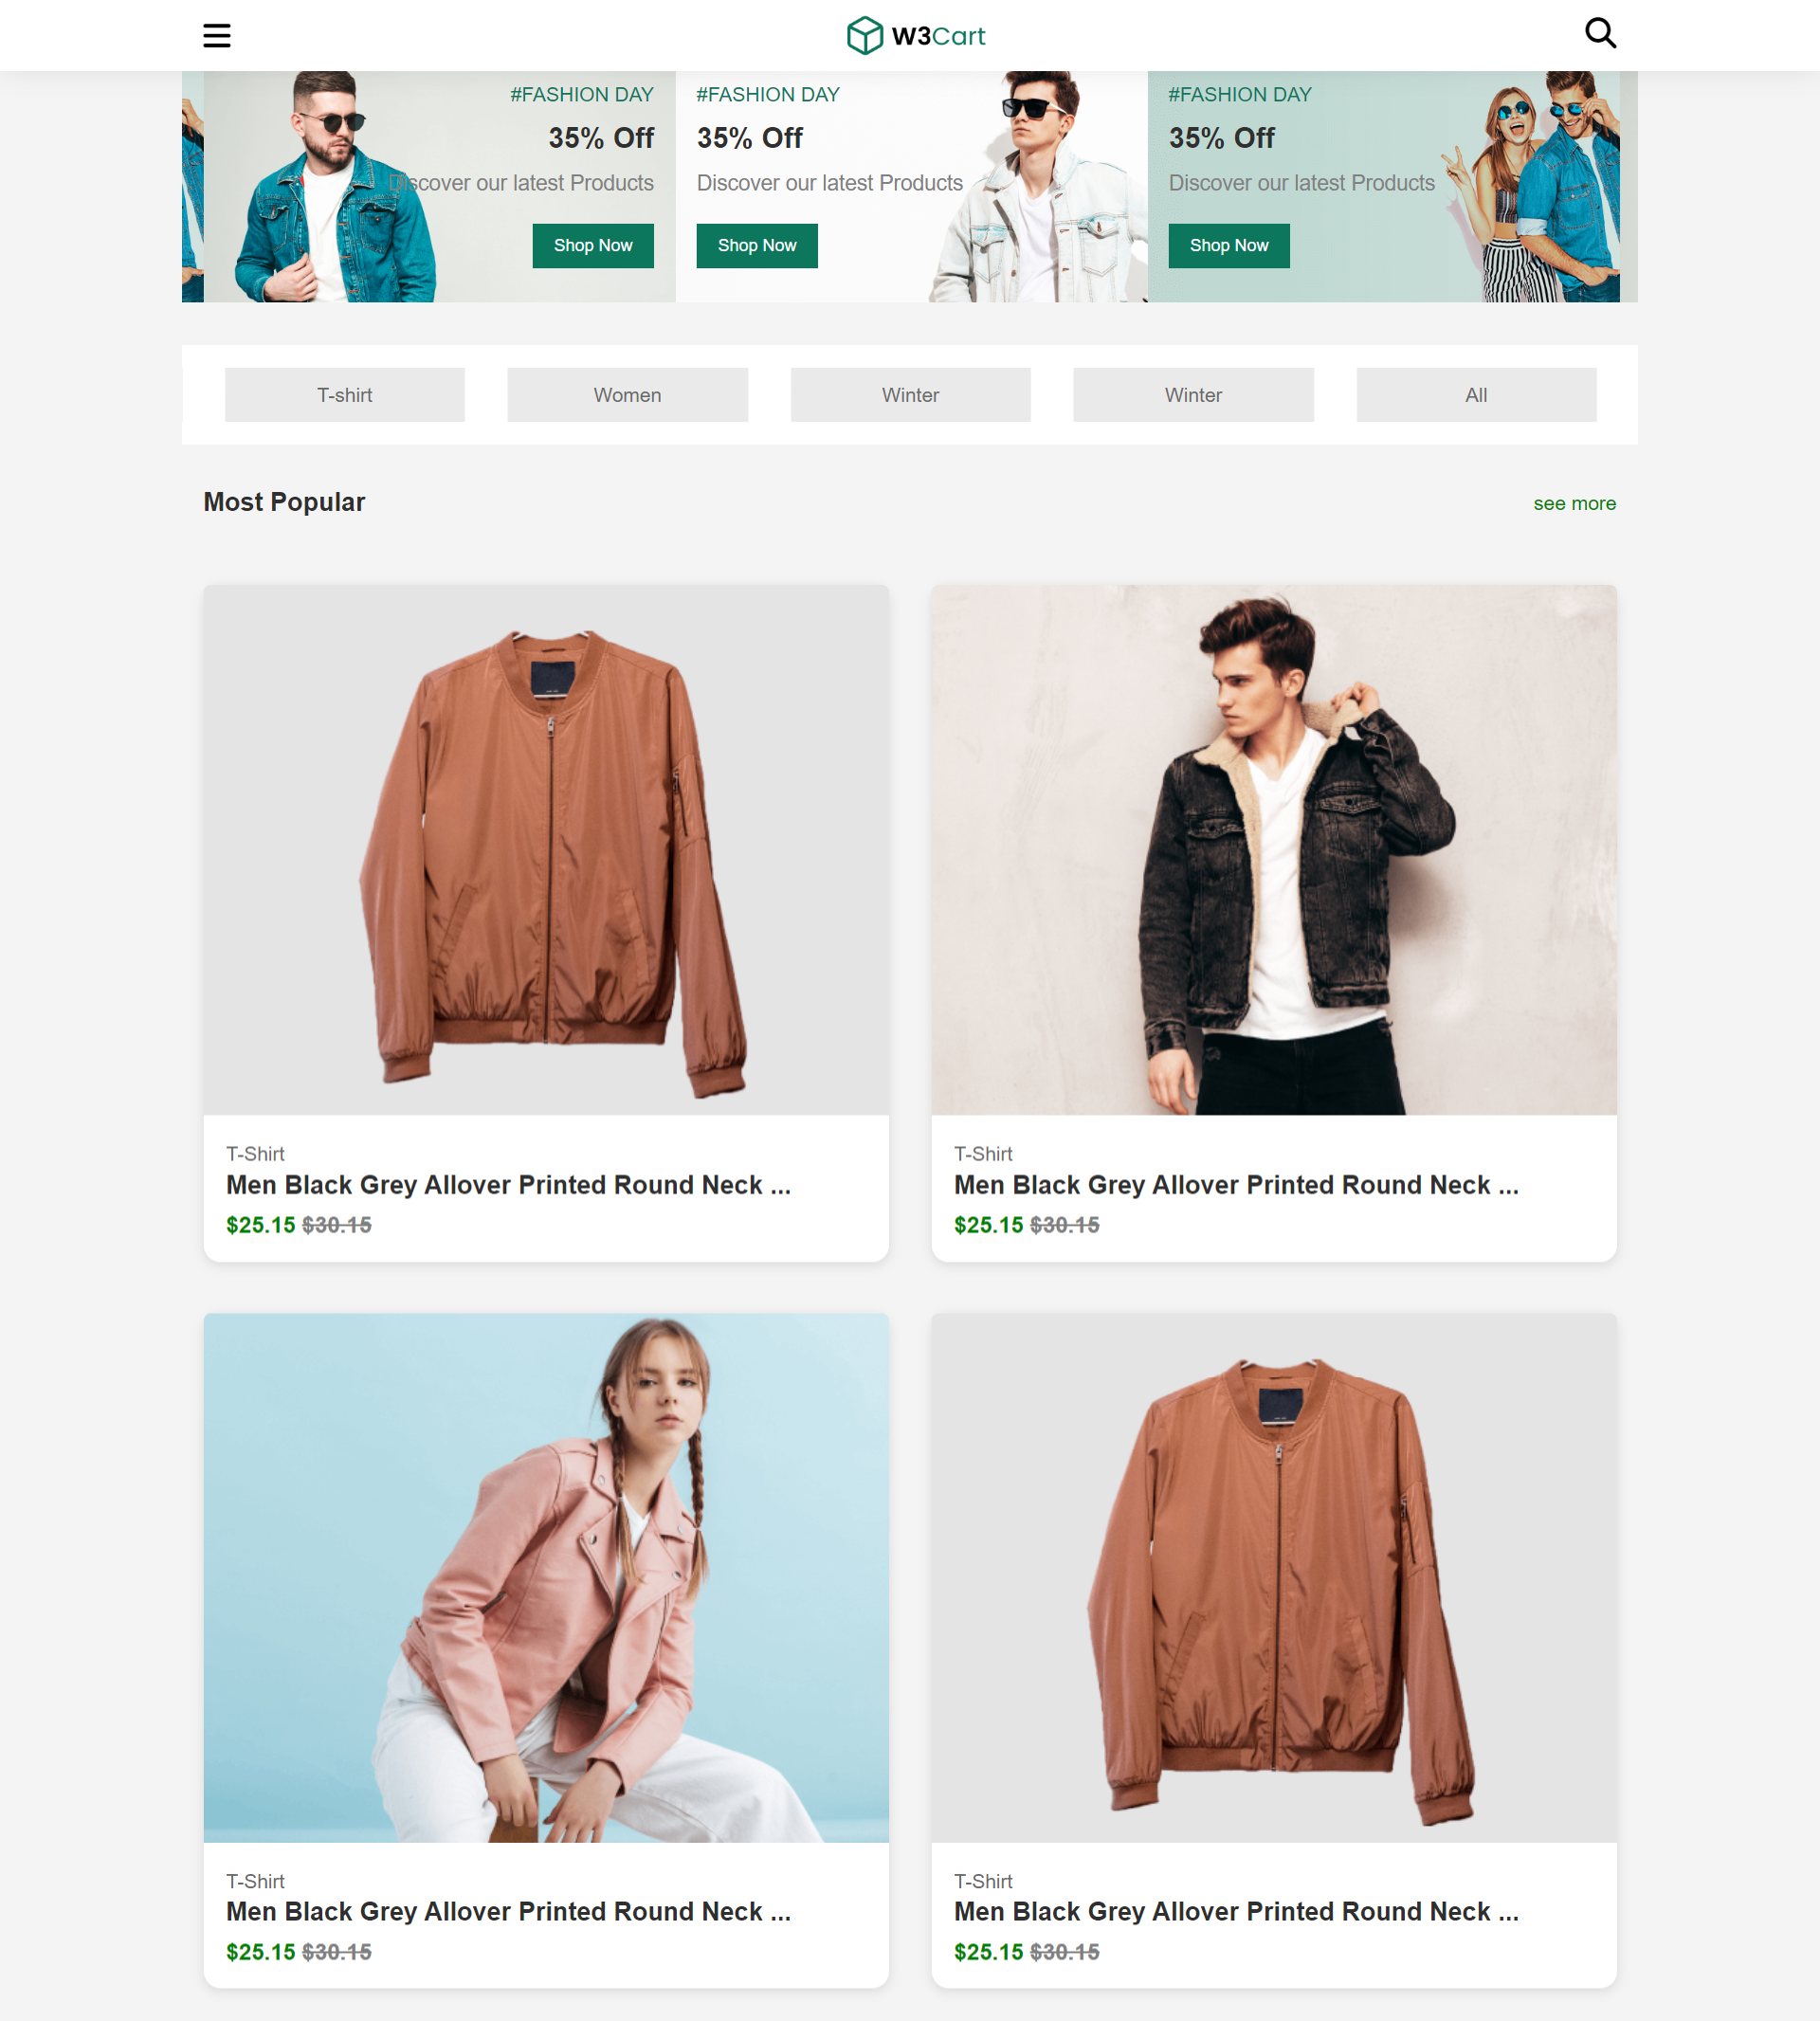 W3Cart
#FASHION DAY
35% Off
Discover our latest Products
Shop Now
#FASHION DAY
35% Off
Discover our latest Products
Shop Now
#FASHION DAY
35% Off
Discover our latest Products
Shop Now
T-shirt
Women
Winter
Winter
All
Most Popular
see more
T-Shirt
Men Black Grey Allover Printed Round Neck ...
$25.15 $30.15
T-Shirt
Men Black Grey Allover Printed Round Neck ...
$25.15 $30.15
T-Shirt
Men Black Grey Allover Printed Round Neck ...
$25.15 $30.15
T-Shirt
Men Black Grey Allover Printed Round Neck ...
$25.15 $30.15